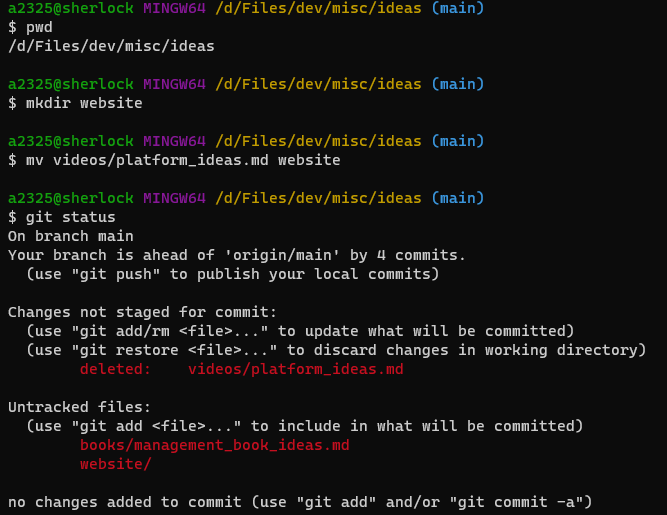 a2325@sherlock MINGW64 /d/Files/dev/misc/ideas (main)
$ pwd
/d/Files/dev/misc/ideas

a2325@sherlock MINGW64 /d/Files/dev/misc/ideas (main)
$ mkdir website

a2325@sherlock MINGW64 /d/Files/dev/misc/ideas (main)
$ mv videos/platform_ideas.md website

a2325@sherlock MINGW64 /d/Files/dev/misc/ideas (main)
$ git status
On branch main
Your branch is ahead of 'origin/main' by 4 commits.
  (use "git push" to publish your local commits)

Changes not staged for commit:
  (use "git add/rm <file>..." to update what will be committed)
  (use "git restore <file>..." to discard changes in working directory)
        deleted:    videos/platform_ideas.md

Untracked files:
  (use "git add <file>..." to include in what will be committed)
        books/management_book_ideas.md
        website/

no changes added to commit (use "git add" and/or "git commit -a")